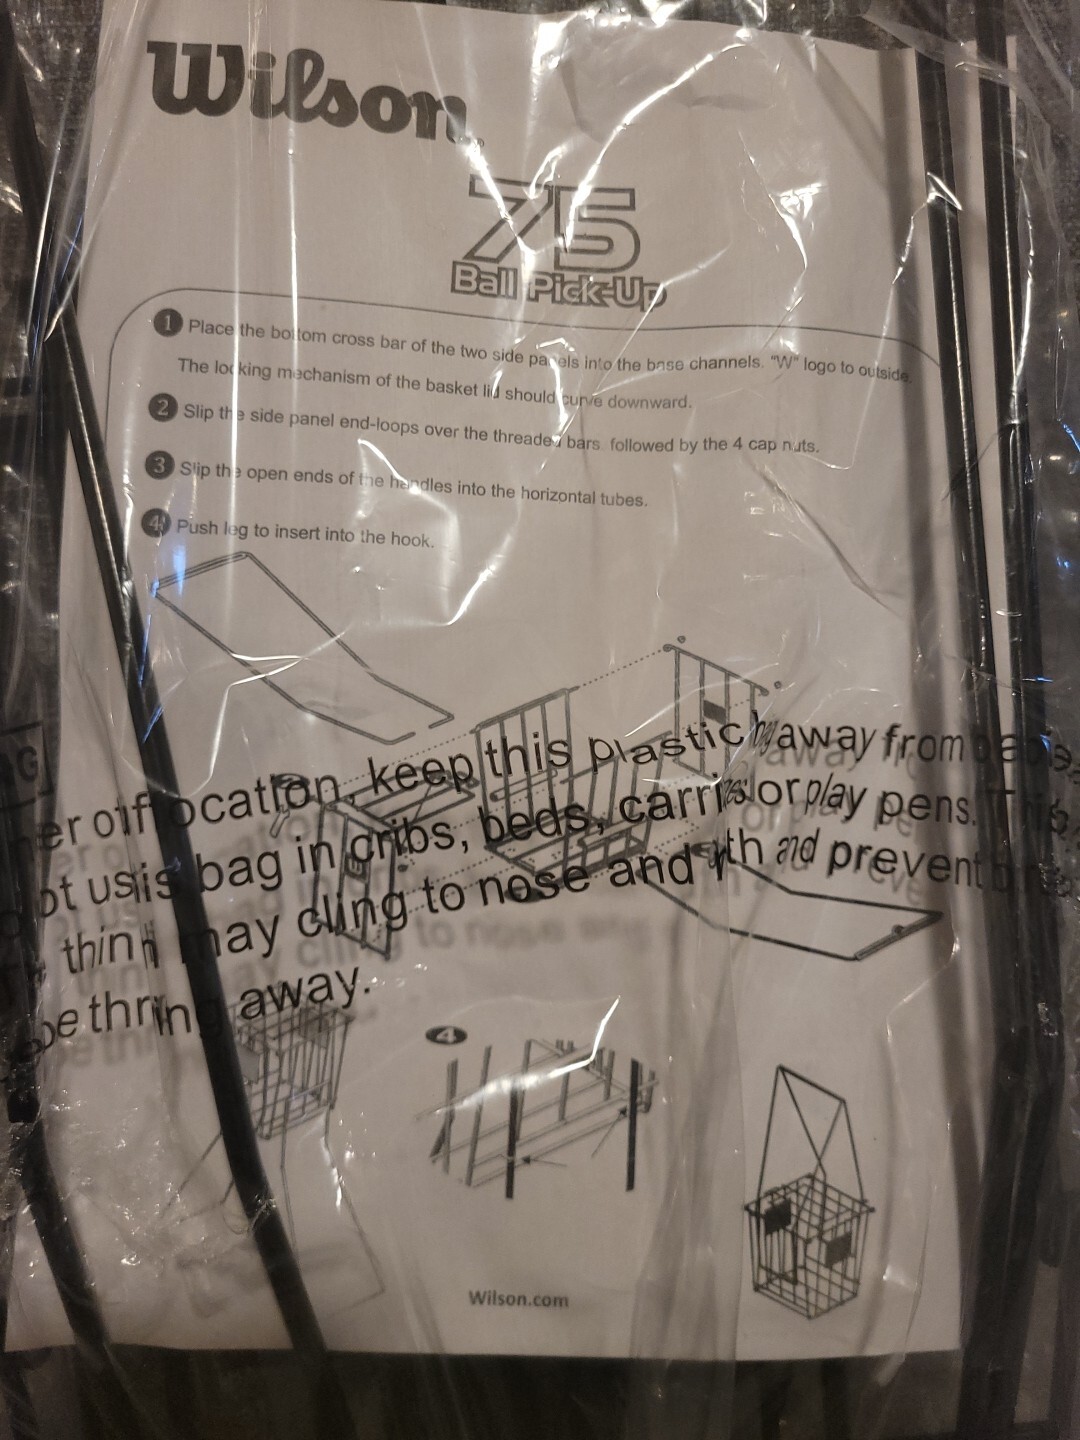 Wilson
75
Ball Pick-Up
1 Place the bottom cross bar of the two side panels into the base channels. "W" logo to outside.
The locking mechanism of the basket lid should curve downward.
2 Slip the side panel end-loops over the threaded bars followed by the 4 cap nuts.
3 Slip the open ends of the handles into the horizontal tubes.
4 Push leg to insert into the hook.
keep this plastic away from
bag in cribs, beds, or play pens.
may cling to nose and and prevent
away.
4
Wilson.com